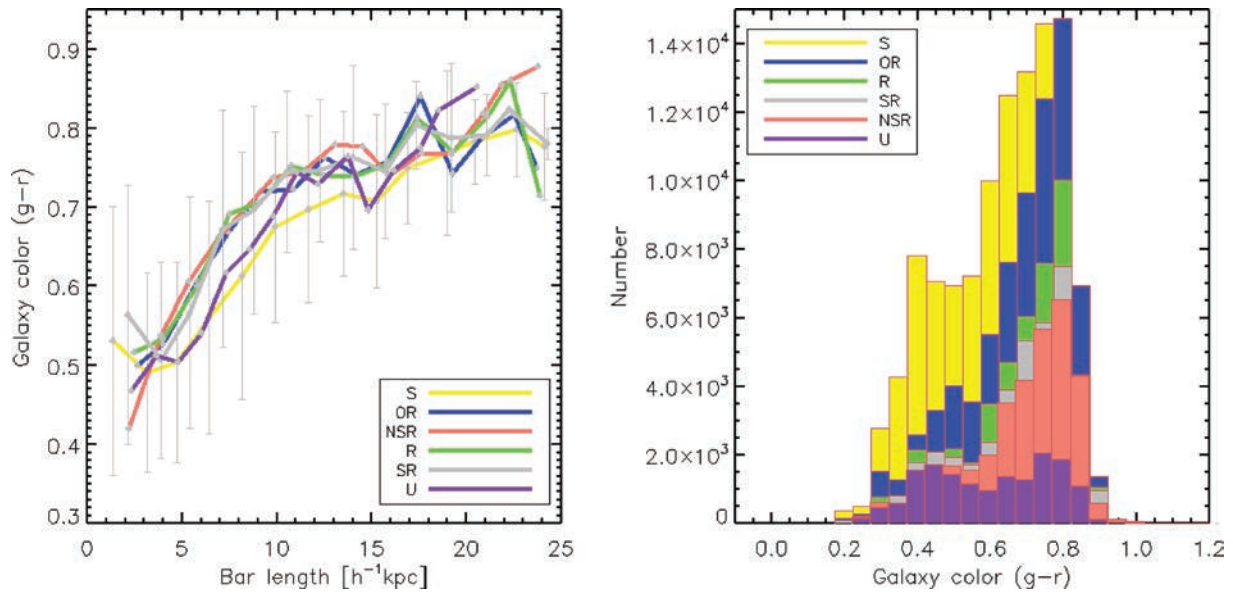 0.9
0.8
0.7
0.6
0.5
0.4
0.3
Galaxy color (g−r)
S
OR
NSR
R
SR
U
0 5 10 15 20 25
Bar length [h⁻¹kpc]
1.4×10⁴
1.2×10⁴
1.0×10⁴
8.0×10³
6.0×10³
4.0×10³
2.0×10³
0
Number
S
OR
R
SR
NSR
U
0.0 0.2 0.4 0.6 0.8 1.0 1.2
Galaxy color (g−r)